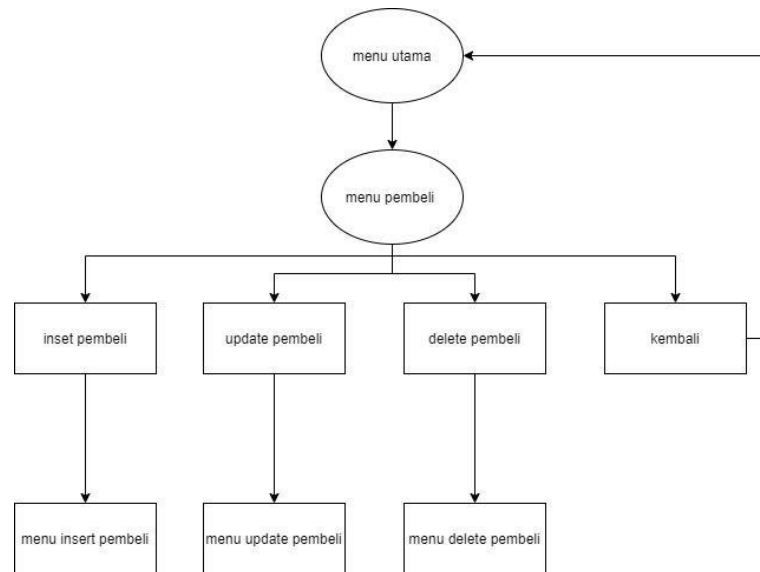 menu utama
menu pembeli
inset pembeli
update pembeli
delete pembeli
kembali
menu insert pembeli
menu update pembeli
menu delete pembeli